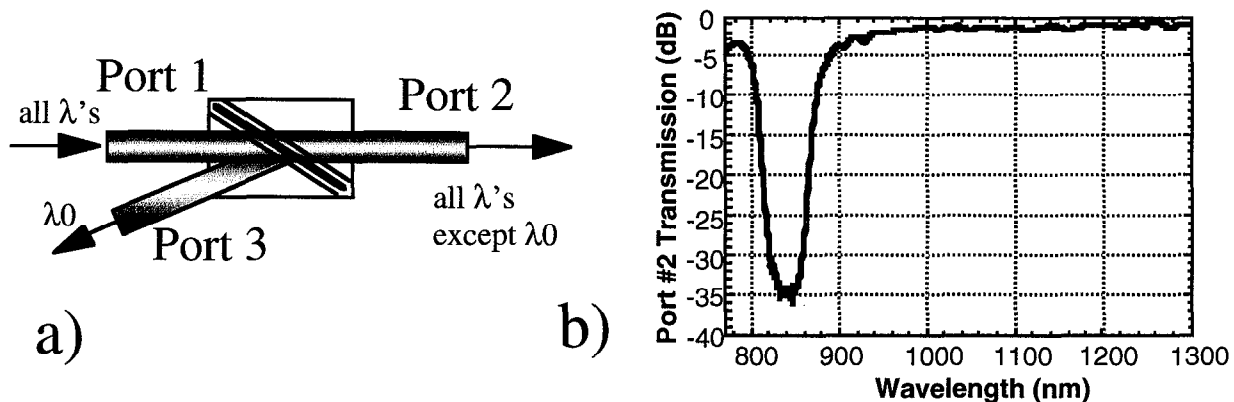 Port 1
Port 2
all λ's
λ0
Port 3
all λ's
except λ0
a)
b)
Port #2 Transmission (dB)
0
-5
-10
-15
-20
-25
-30
-35
-40
800
900
1000
1100
1200
1300
Wavelength (nm)